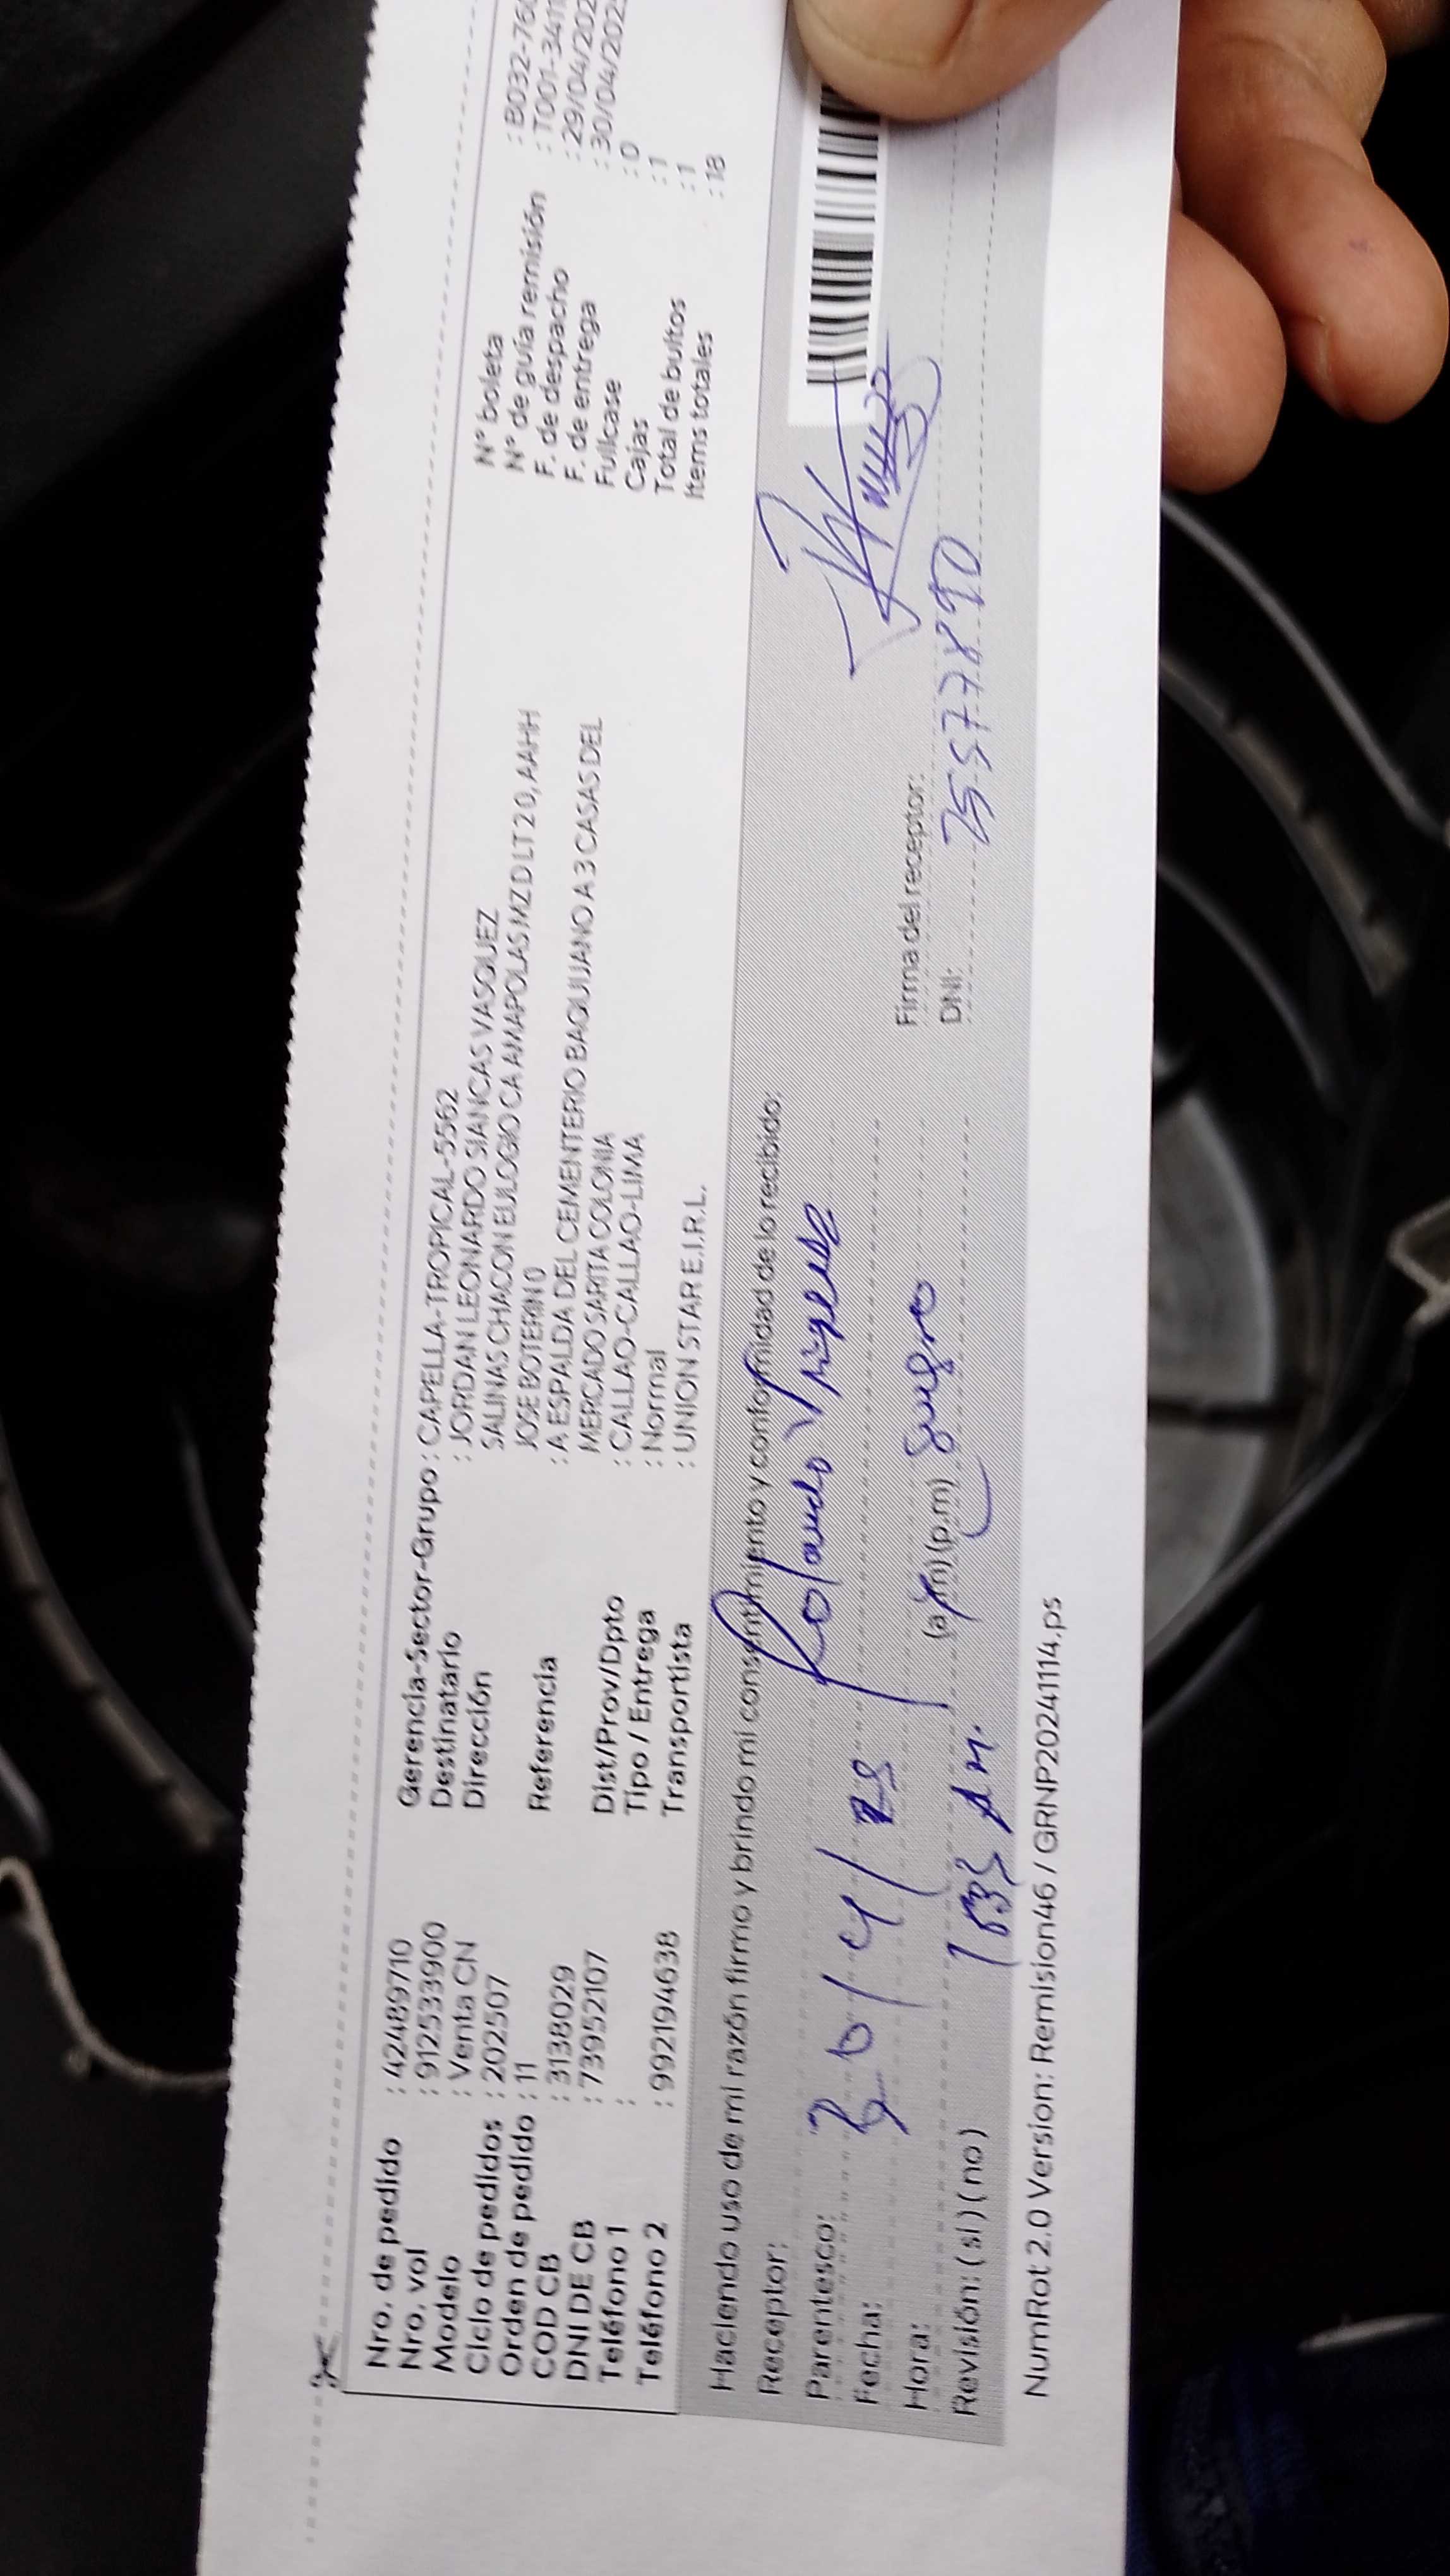 Nro. de pedido : 42489710
Nro. vol : 912533900
Modelo : Venta CN
Ciclo de pedidos : 202507
Orden de pedido : 11
COD CB : 3138029
DNI DE CB : 73952107
Teléfono 1 :
Teléfono 2 : 992194638
Gerencia-Sector-Grupo : CAPELLA-TROPICAL-5562
Destinatario : JORDAN LEONARDO SIANCAS VASQUEZ
Dirección SALINAS CHACON EULOGIO CA AMAPOLAS MZ D LT 20, AAHH
JOSE BOTERIN 0
Referencia : A ESPALDA DEL CEMENTERIO BAQUIJANO A 3 CASAS DEL
MERCADO SARITA COLONIA
Dist/Prov/Dpto : CALLAO-CALLAO-LIMA
Tipo / Entrega : Normal
Transportista : UNION STAR E.I.R.L.
N° boleta : B032-760
N° de guía remisión : T001-3411
F. de despacho : 29/04/202
F. de entrega : 30/04/2025
Fullcase : 0
Cajas : 1
Total de bultos : 1
Items totales : 18
Haciendo uso de mi razón firmo y brindo mi consentimiento y conformidad de lo recibido:
Receptor: Rolando
Parentesco: Suegro
Fecha: 30/4/25
Hora: (a.m) (p.m)
Revisión: ( si ) ( no )
Firma del receptor:
DNI: 25577890
NumRot 2.0 Version: Remision46 / GRNP20241114.ps